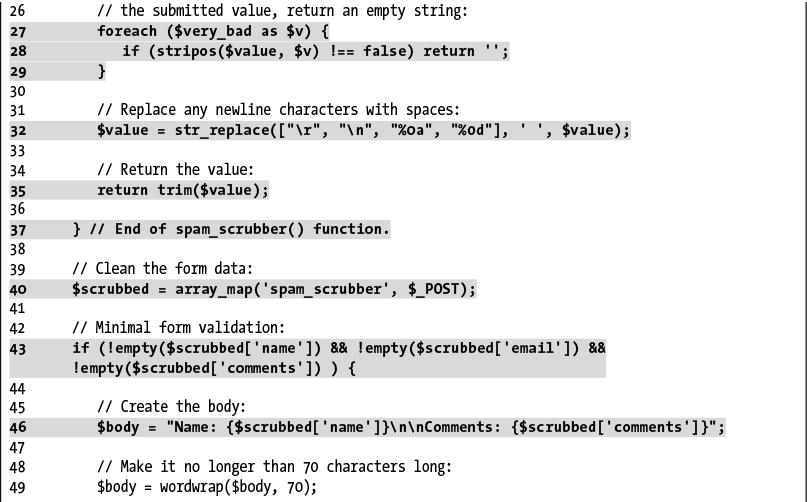 26 // the submitted value, return an empty string:
27 foreach ($very_bad as $v) {
28 if (stripos($value, $v) !== false) return '';
29 }
30
31 // Replace any newline characters with spaces:
32 $value = str_replace(["\r", "\n", "%0a", "%0d"], ' ', $value);
33
34 // Return the value:
35 return trim($value);
36
37 } // End of spam_scrubber() function.
38
39 // Clean the form data:
40 $scrubbed = array_map('spam_scrubber', $_POST);
41
42 // Minimal form validation:
43 if (!empty($scrubbed['name']) && !empty($scrubbed['email']) &&
!empty($scrubbed['comments']) ) {
44
45 // Create the body:
46 $body = "Name: {$scrubbed['name']}\n\nComments: {$scrubbed['comments']}";
47
48 // Make it no longer than 70 characters long:
49 $body = wordwrap($body, 70);